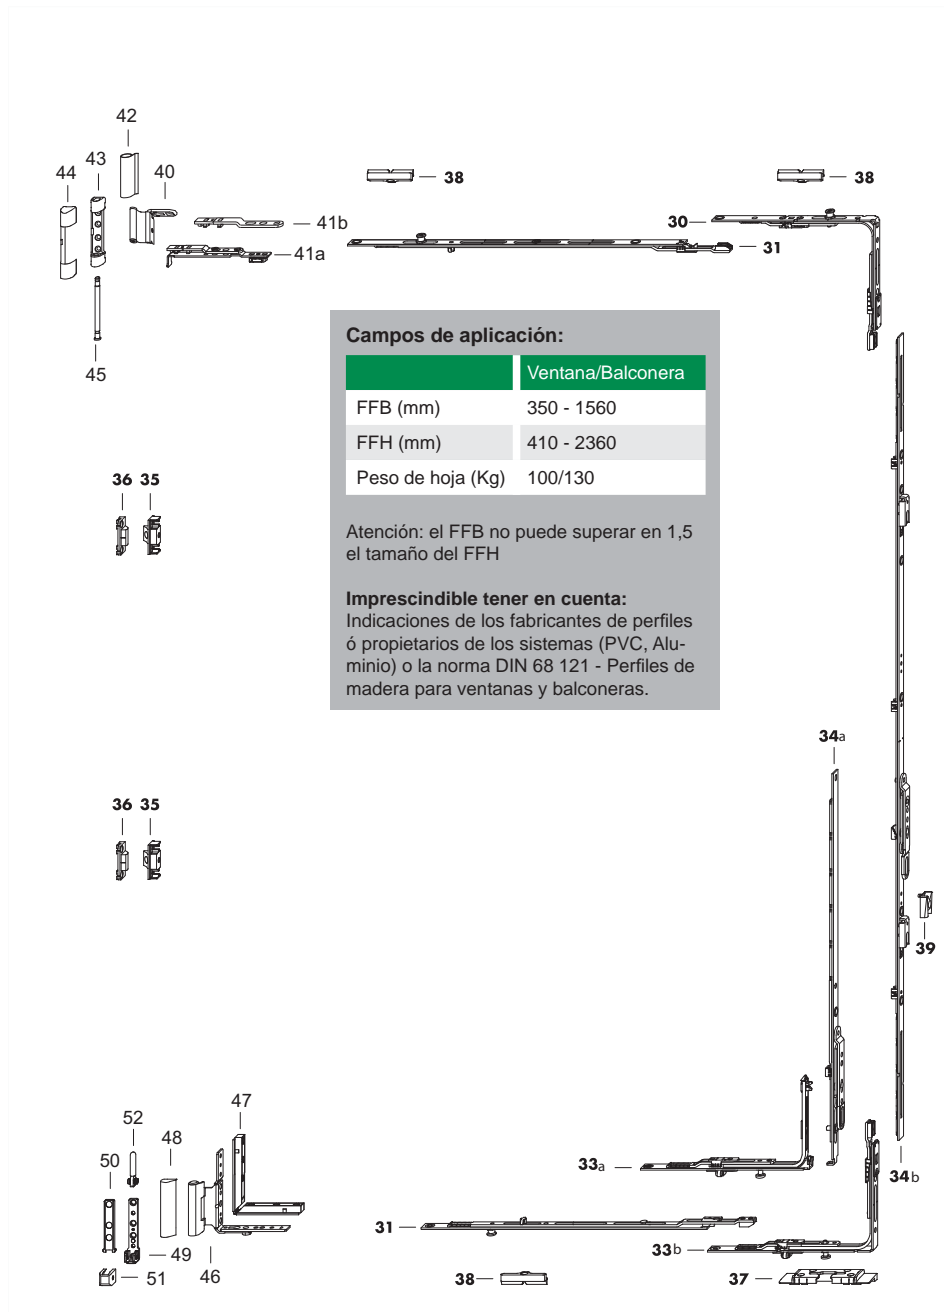 42
43
44
40
38
38
41b
30
31
41a
45
Campos de aplicación:
Ventana/Balconera
FFB (mm) 350 - 1560
FFH (mm) 410 - 2360
Peso de hoja (Kg) 100/130
Atención: el FFB no puede superar en 1,5
el tamaño del FFH
Imprescindible tener en cuenta:
Indicaciones de los fabricantes de perfiles
ó propietarios de los sistemas (PVC, Alu-
minio) o la norma DIN 68 121 - Perfiles de
madera para ventanas y balconeras.
36 35
34a
36 35
39
47
52
48
50
33a
34b
31
49
33b
51
46
38
37